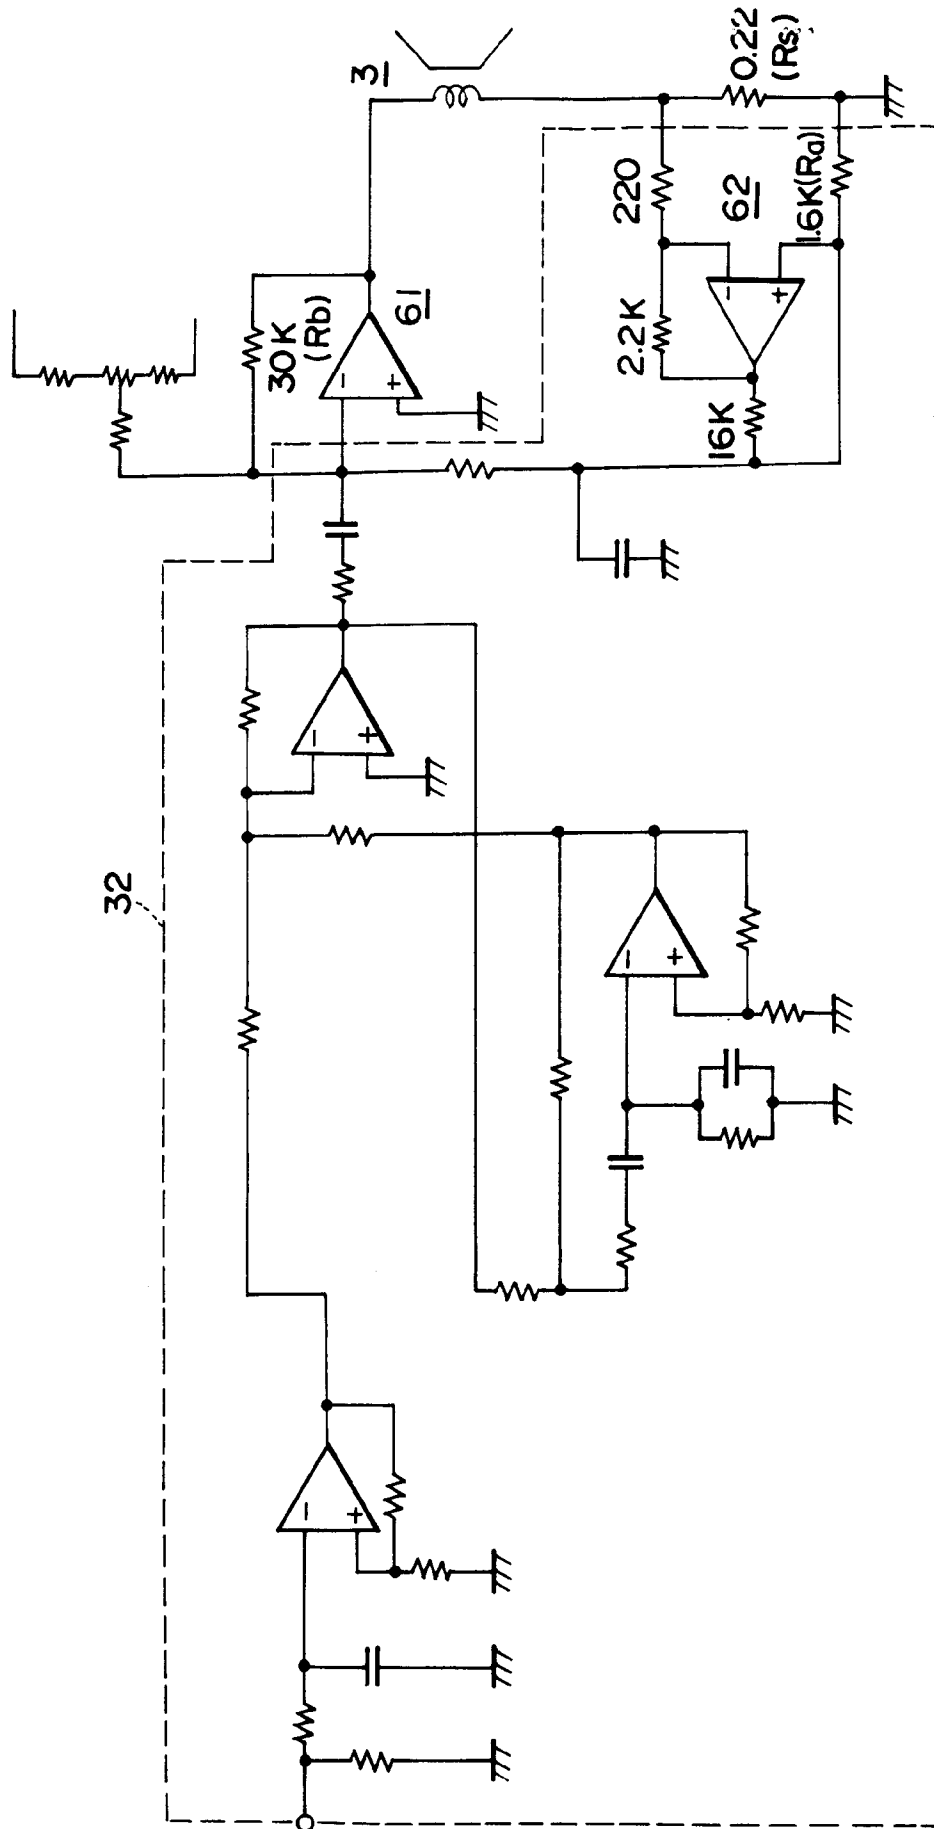 3
0.22
(Rs)
220
62
1.6K(Ra)
30K
(Rb)
61
2.2K
16K
-
+
-
+
-
+
32
-
+
-
+